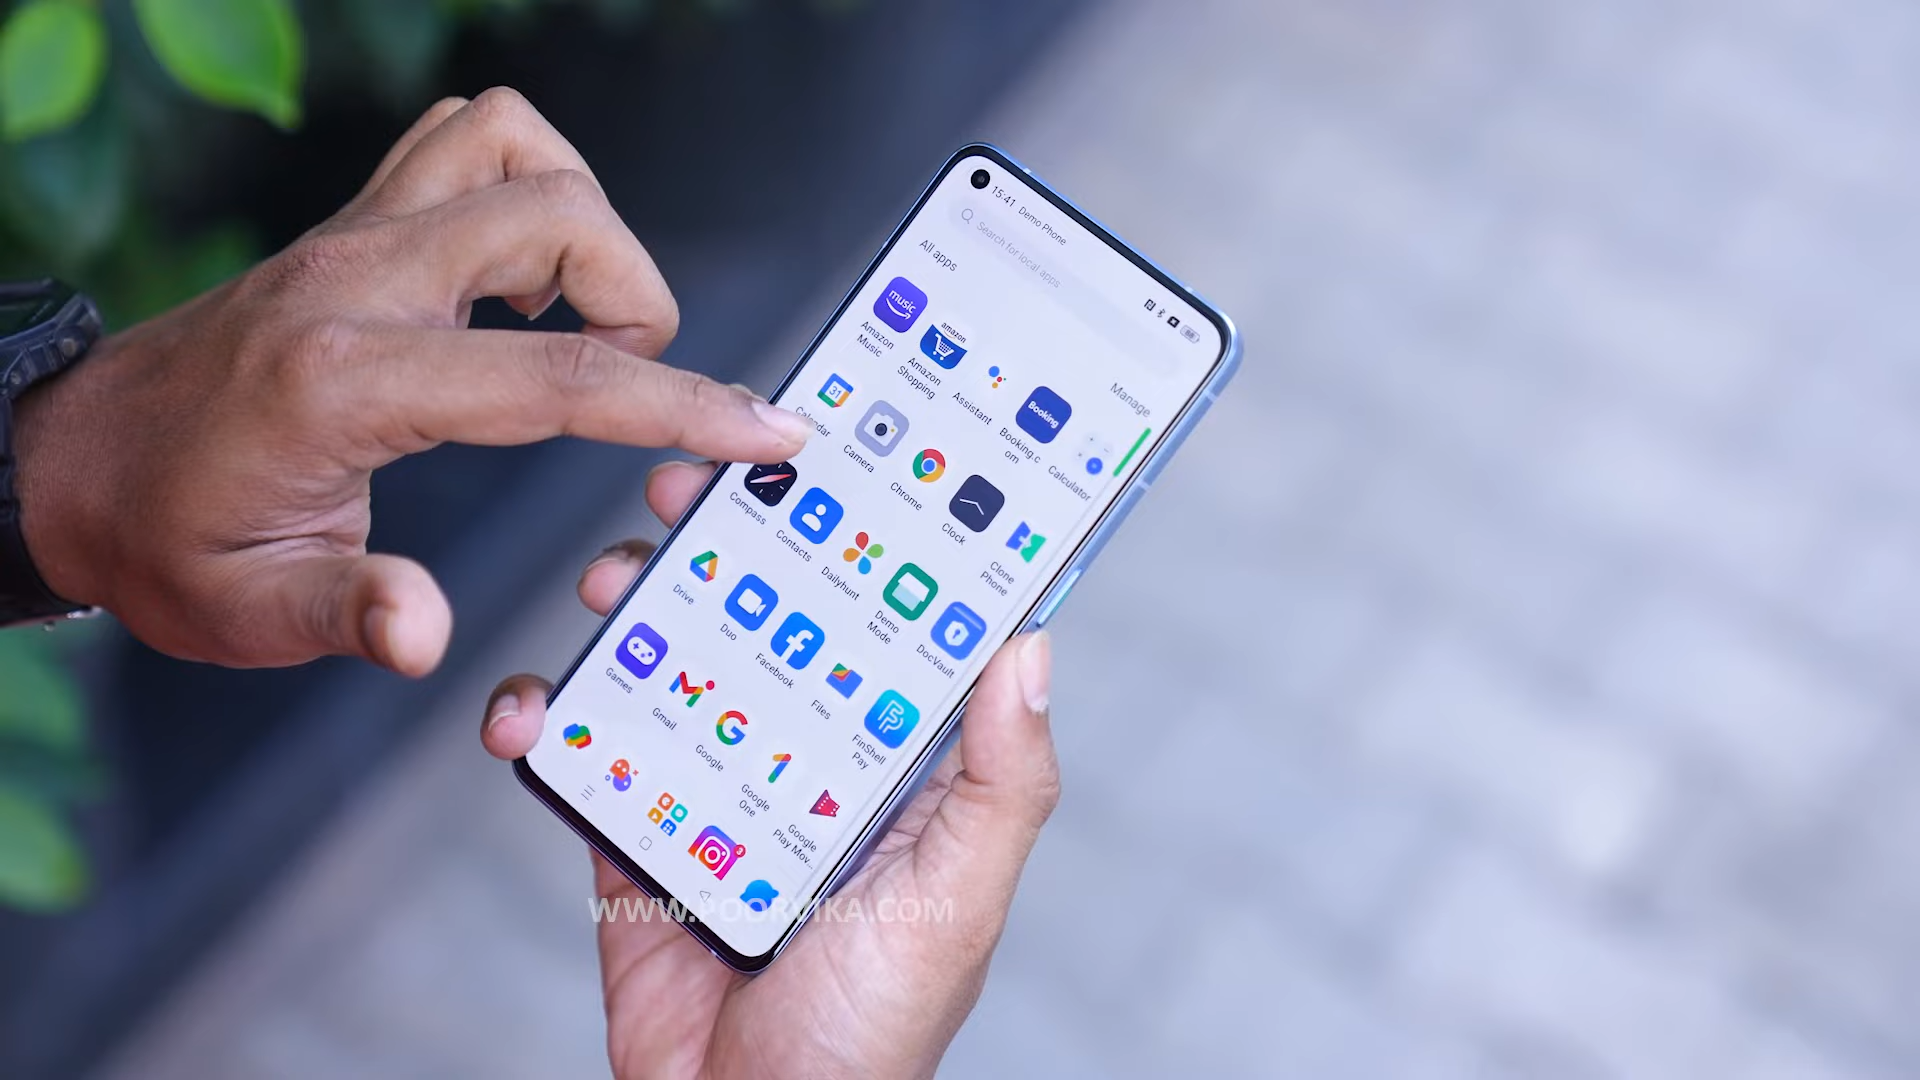 15:41 Demo Phone
Search for local apps
All apps
Manage
music
amazon
Booking
Amazon
Music
Amazon
Shopping
Assistant
Booking.c
om
Calculator
31
Calendar
Camera
Chrome
Clock
Clone
Phone
Compass
Contacts
Dailyhunt
Demo
Mode
DocVault
Drive
Duo
Facebook
Files
FinShell
Pay
Games
Gmail
Google
Google
One
Google
Play Mov...
3
WWW.POORVIKA.COM